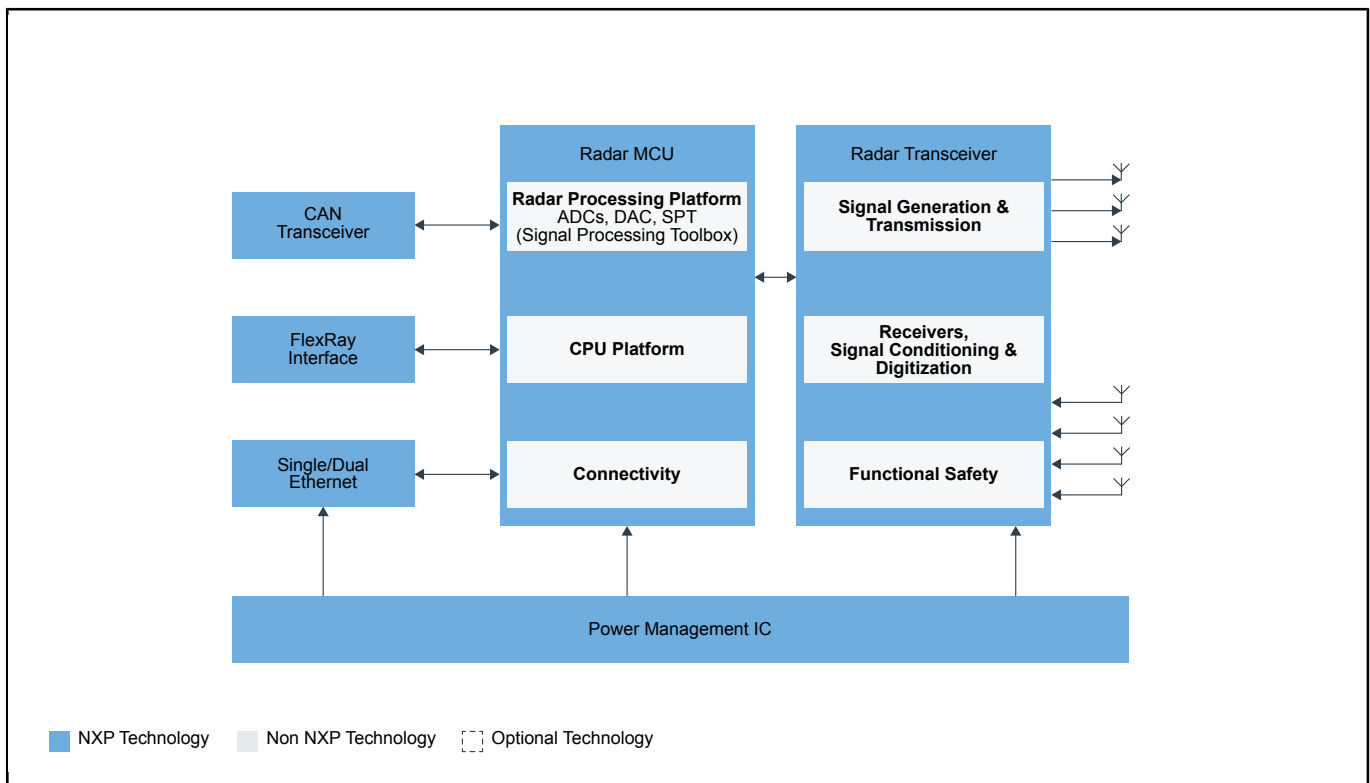 Radar MCU
Radar Transceiver
CAN
Transceiver
Radar Processing Platform
ADCs, DAC, SPT
(Signal Processing Toolbox)
Signal Generation &
Transmission
FlexRay
Interface
CPU Platform
Receivers,
Signal Conditioning &
Digitization
Single/Dual
Ethernet
Connectivity
Functional Safety
Power Management IC
NXP Technology
Non NXP Technology
Optional Technology